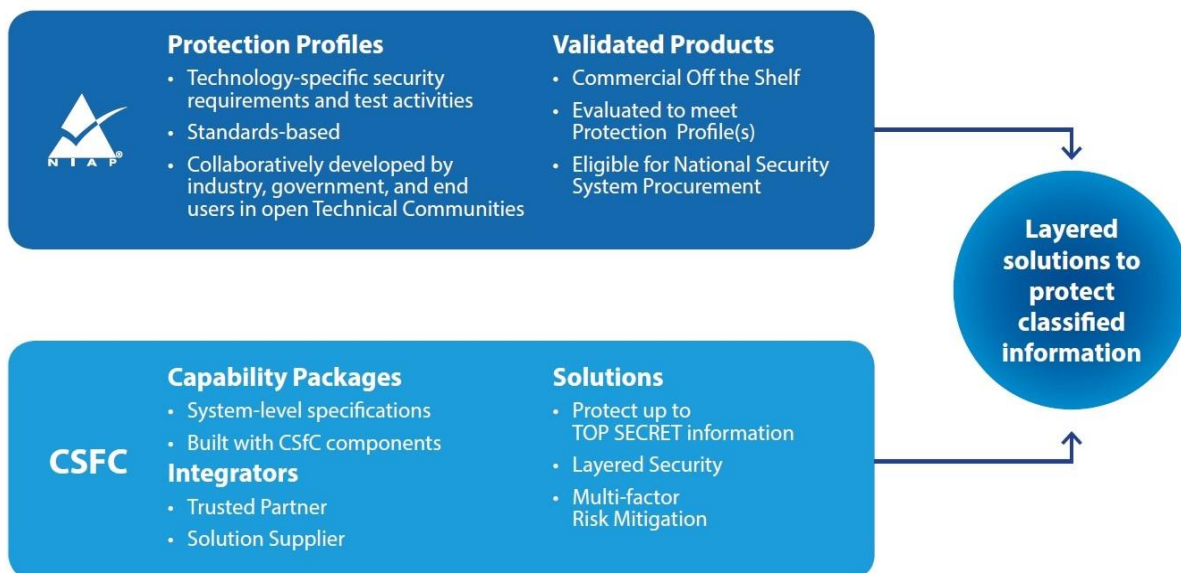 NIAP®
Protection Profiles
• Technology-specific security
requirements and test activities
• Standards-based
• Collaboratively developed by
industry, government, and end
users in open Technical Communities
Validated Products
• Commercial Off the Shelf
• Evaluated to meet
Protection Profile(s)
• Eligible for National Security
System Procurement
CSFC
Capability Packages
• System-level specifications
• Built with CSfC components
Integrators
• Trusted Partner
• Solution Supplier
Solutions
• Protect up to
TOP SECRET information
• Layered Security
• Multi-factor
Risk Mitigation
Layered
solutions to
protect
classified
information